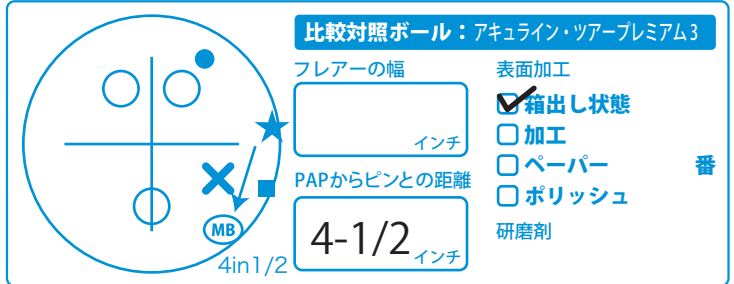 比較対照ボール：アキュライン・ツアープレミアム3
フレアーの幅
インチ
PAPからピンとの距離
4-1/2インチ
表面加工
箱出し状態
加工
ペーパー 番
ポリッシュ
研磨剤
MB
4in1/2